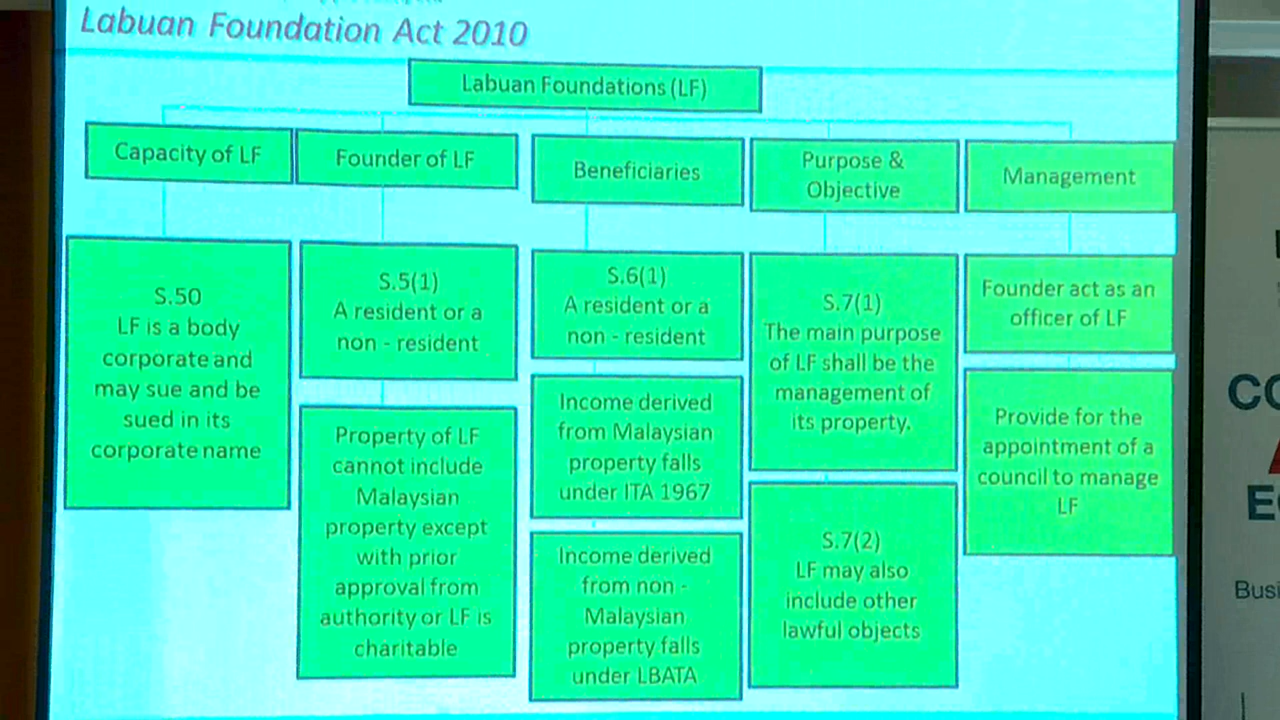 Labuan Foundation Act 2010
Labuan Foundations (LF)
Capacity of LF
Founder of LF
Beneficiaries
Purpose &
Objective
Management
S.50
LF is a body
corporate and
may sue and be
sued in its
corporate name
S.5(1)
A resident or a
non - resident
Property of LF
cannot include
Malaysian
property except
with prior
approval from
authority or LF is
charitable
S.6(1)
A resident or a
non - resident
Income derived
from Malaysian
property falls
under ITA 1967
Income derived
from non -
Malaysian
property falls
under LBATA
S.7(1)
The main purpose
of LF shall be the
management of
its property.
S.7(2)
LF may also
include other
lawful objects
Founder act as an
officer of LF
Provide for the
appointment of a
council to manage
LF